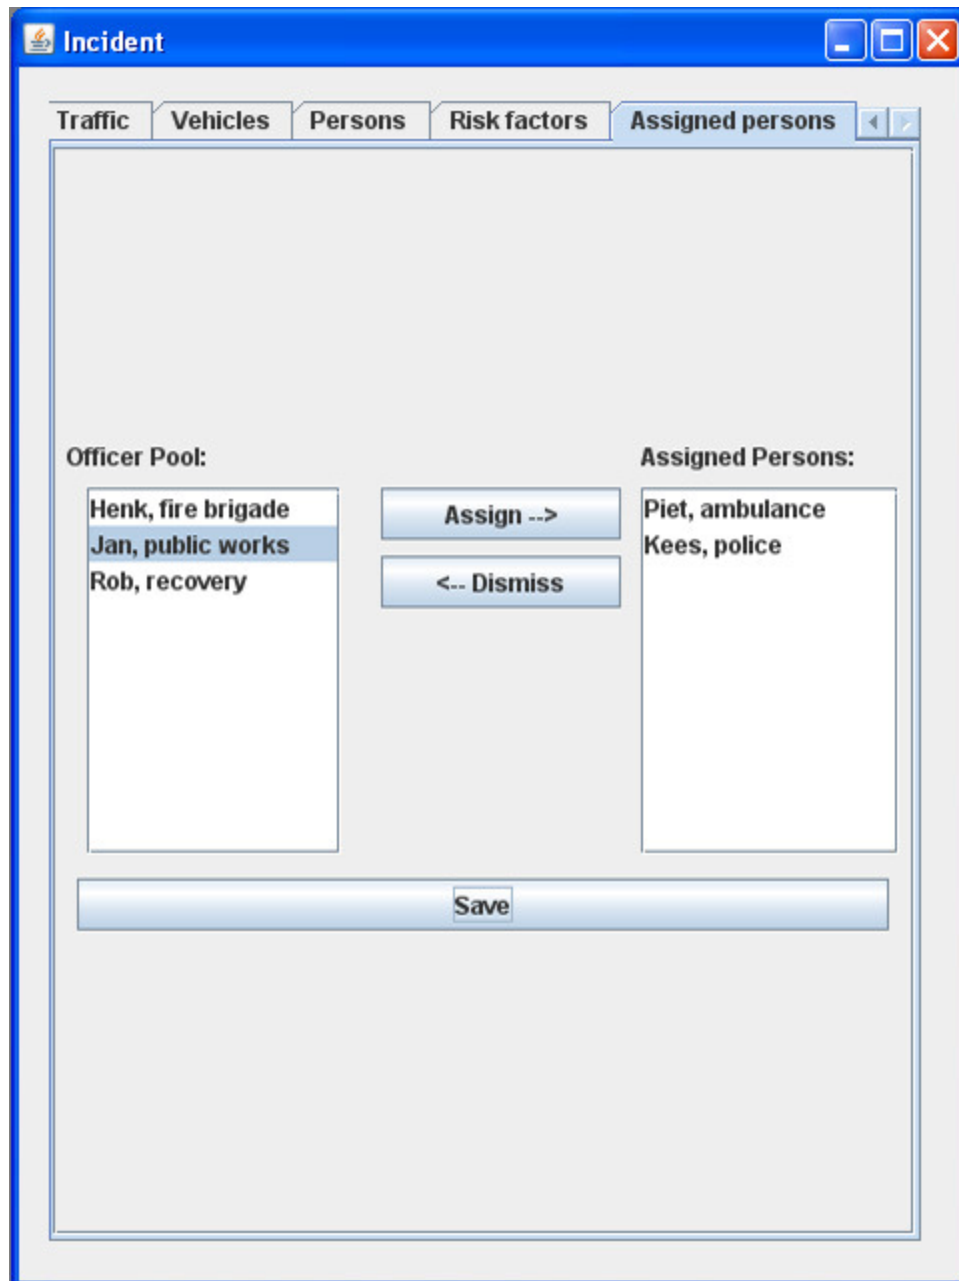 Incident
Traffic Vehicles Persons Risk factors Assigned persons
Officer Pool: Assigned Persons:
Henk, fire brigade Assign --> Piet, ambulance
Jan, public works Kees, police
Rob, recovery <-- Dismiss
Save